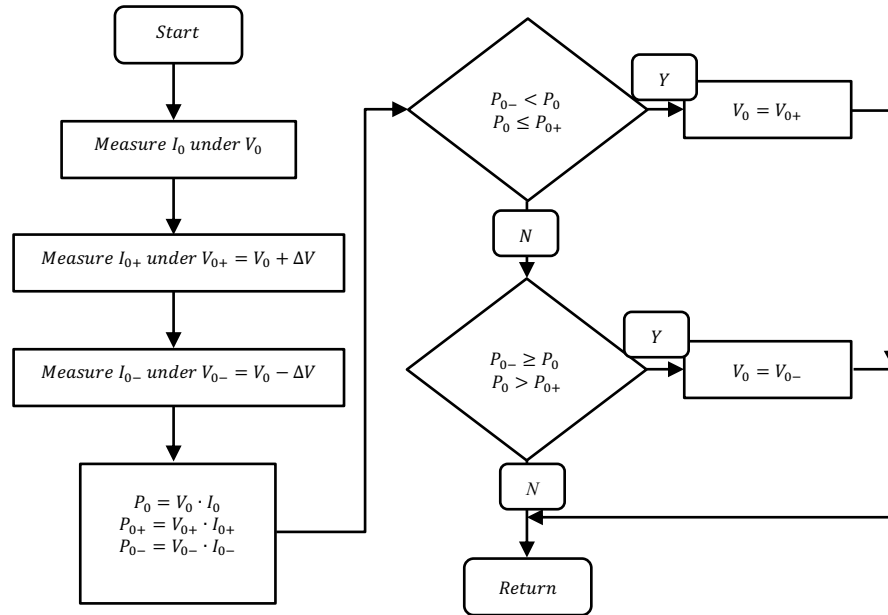 Start
Measure I₀ under V₀
Measure I₀₊ under V₀₊ = V₀ + ΔV
Measure I₀₋ under V₀₋ = V₀ − ΔV
P₀ = V₀ · I₀
P₀₊ = V₀₊ · I₀₊
P₀₋ = V₀₋ · I₀₋
P₀₋ < P₀
P₀ ≤ P₀₊
Y
V₀ = V₀₊
N
P₀₋ ≥ P₀
P₀ > P₀₊
Y
V₀ = V₀₋
N
Return